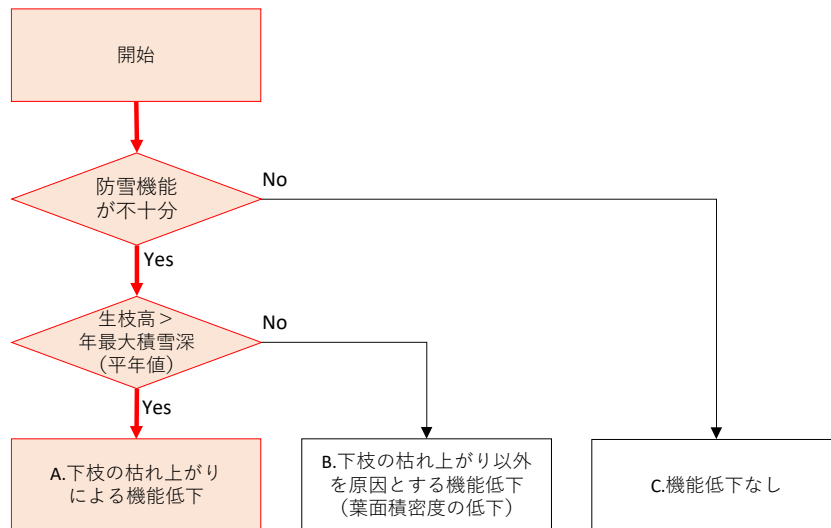 開始
防雪機能
が不十分
No
Yes
生枝高＞
年最大積雪深
（平年値）
No
Yes
A.下枝の枯れ上がり
による機能低下
B.下枝の枯れ上がり以外
を原因とする機能低下
（葉面積密度の低下）
C.機能低下なし